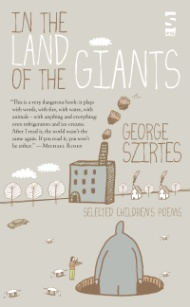 IN THE
LAND
OF THE GIANTS
"This is a very dangerous book: it plays
with words, with fire, with water, with
animals – with anything and everything
even refrigerators and ice-creams.
After I read it, the world wasn't the
same again. If you read it, you won't
be either." — Michael Rosen
GEORGE
SZIRTES
SELECTED CHILDREN'S POEMS